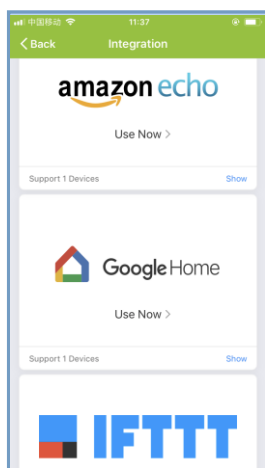 中国移动 11:37
Back Integration
amazon echo
Use Now >
Support 1 Devices Show
Google Home
Use Now >
Support 1 Devices Show
IFTTT